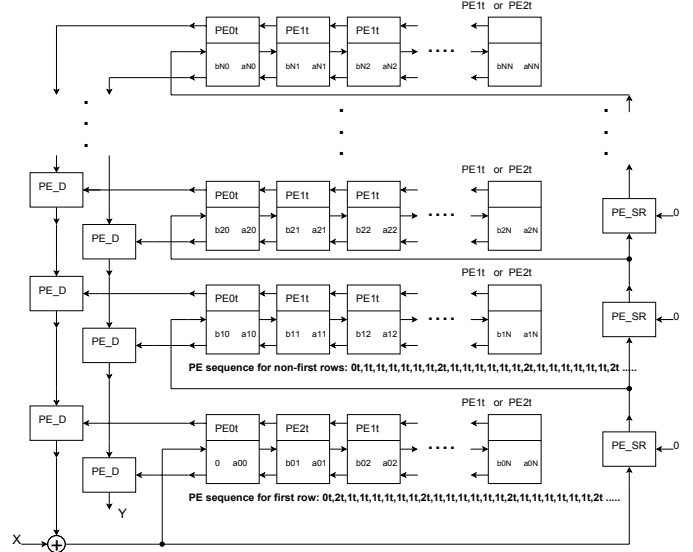 PE1t or PE2t
PE0t PE1t PE1t
bN0 aN0 bN1 aN1 bN2 aN2 bNN aNN
PE1t or PE2t
PE_D PE0t PE1t PE1t
PE_SR 0
PE_D b20 a20 b21 a21 b22 a22 b2N a2N
PE1t or PE2t
PE_D PE0t PE1t PE1t
PE_SR 0
PE_D b10 a10 b11 a11 b12 a12 b1N a1N
PE sequence for non-first rows: 0t,1t,1t,1t,1t,1t,1t,2t,1t,1t,1t,1t,1t,1t,1t,2t,1t,1t,1t,1t,1t,1t,1t,2t .....
PE1t or PE2t
PE_D PE0t PE2t PE1t
PE_SR 0
PE_D 0 a00 b01 a01 b02 a02 b0N a0N
PE sequence for first row: 0t,2t,1t,1t,1t,1t,1t,1t,1t,2t,1t,1t,1t,1t,1t,1t,1t,2t,1t,1t,1t,1t,1t,1t,1t,2t .....
Y
X